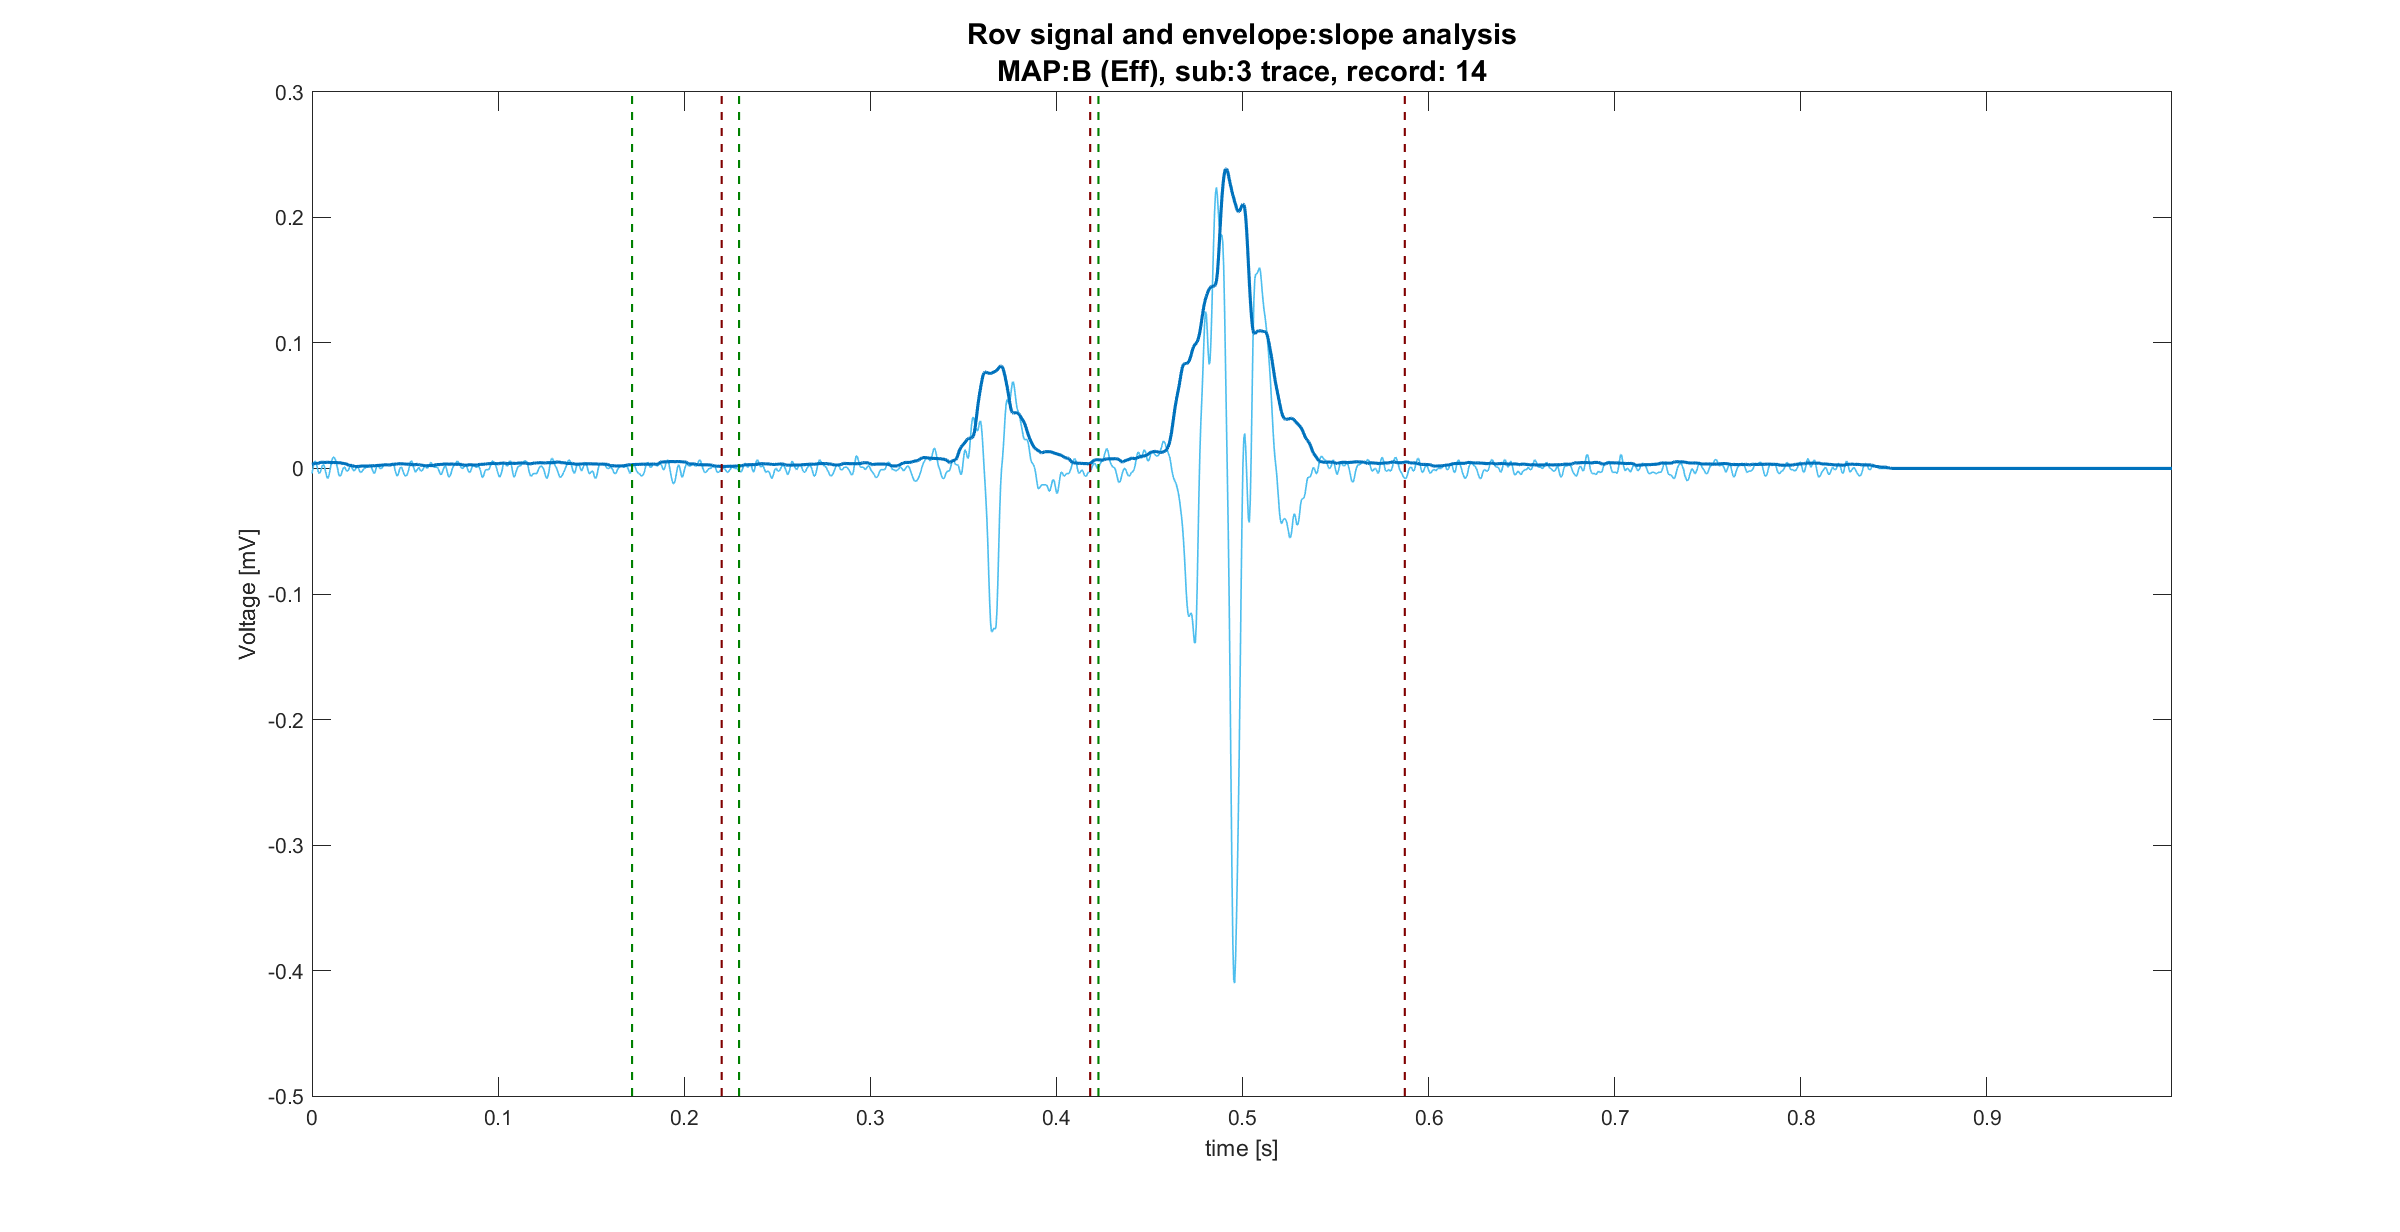 Rov signal and envelope:slope analysis
MAP:B (Eff), sub:3 trace, record: 14
0.3
0.2
0.1
0
-0.1
-0.2
-0.3
-0.4
-0.5
Voltage [mV]
0 0.1 0.2 0.3 0.4 0.5 0.6 0.7 0.8 0.9
time [s]